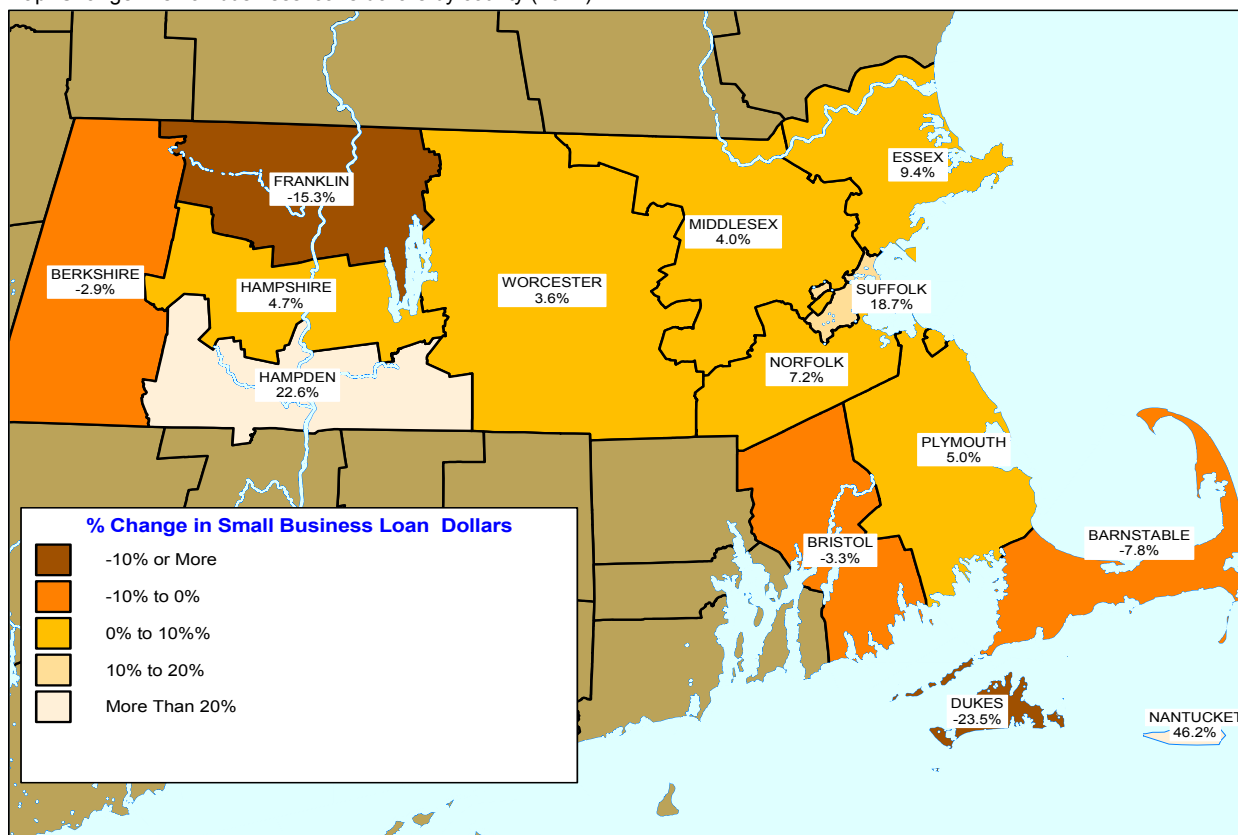 FRANKLIN
-15.3%
ESSEX
9.4%
MIDDLESEX
4.0%
BERKSHIRE
-2.9%
HAMPSHIRE
4.7%
WORCESTER
3.6%
SUFFOLK
18.7%
HAMPDEN
22.6%
NORFOLK
7.2%
PLYMOUTH
5.0%
BRISTOL
-3.3%
BARNSTABLE
-7.8%
DUKES
-23.5%
NANTUCKET
46.2%
% Change in Small Business Loan Dollars
-10% or More
-10% to 0%
0% to 10%%
10% to 20%
More Than 20%